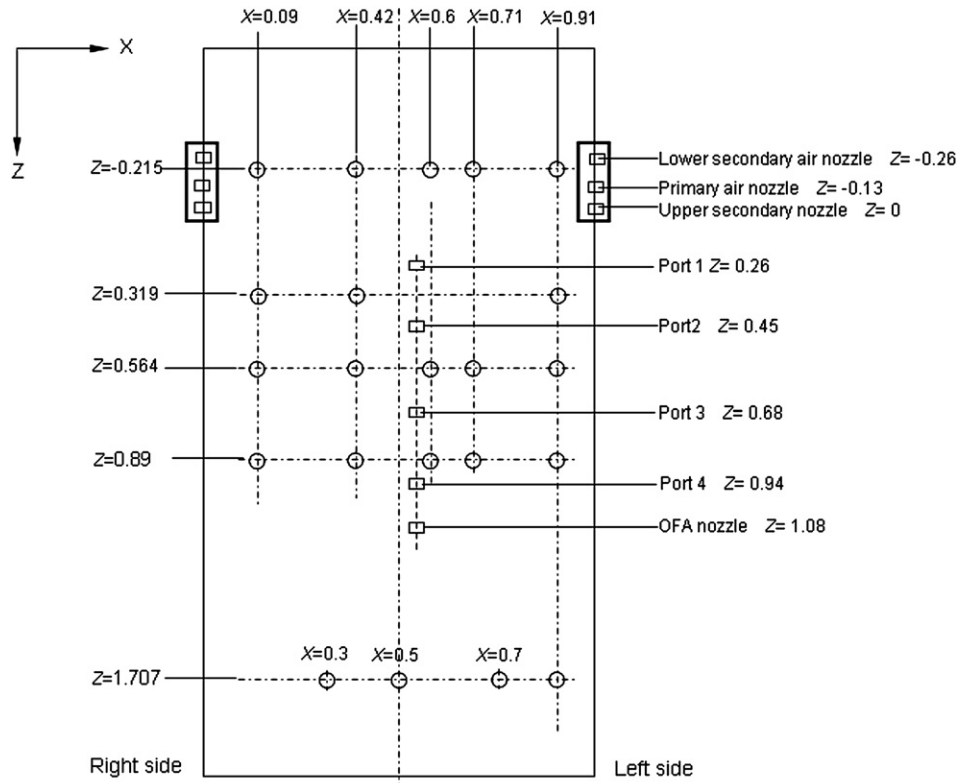 X=0.09 X=0.42 X=0.6 X=0.71 X=0.91
X
Z
Z=-0.215
Lower secondary air nozzle Z= -0.26
Primary air nozzle Z= -0.13
Upper secondary nozzle Z= 0
Port 1 Z= 0.26
Z=0.319
Port2 Z= 0.45
Z=0.564
Port 3 Z= 0.68
Z=0.89
Port 4 Z= 0.94
OFA nozzle Z= 1.08
X=0.3 X=0.5 X=0.7
Z=1.707
Right side Left side